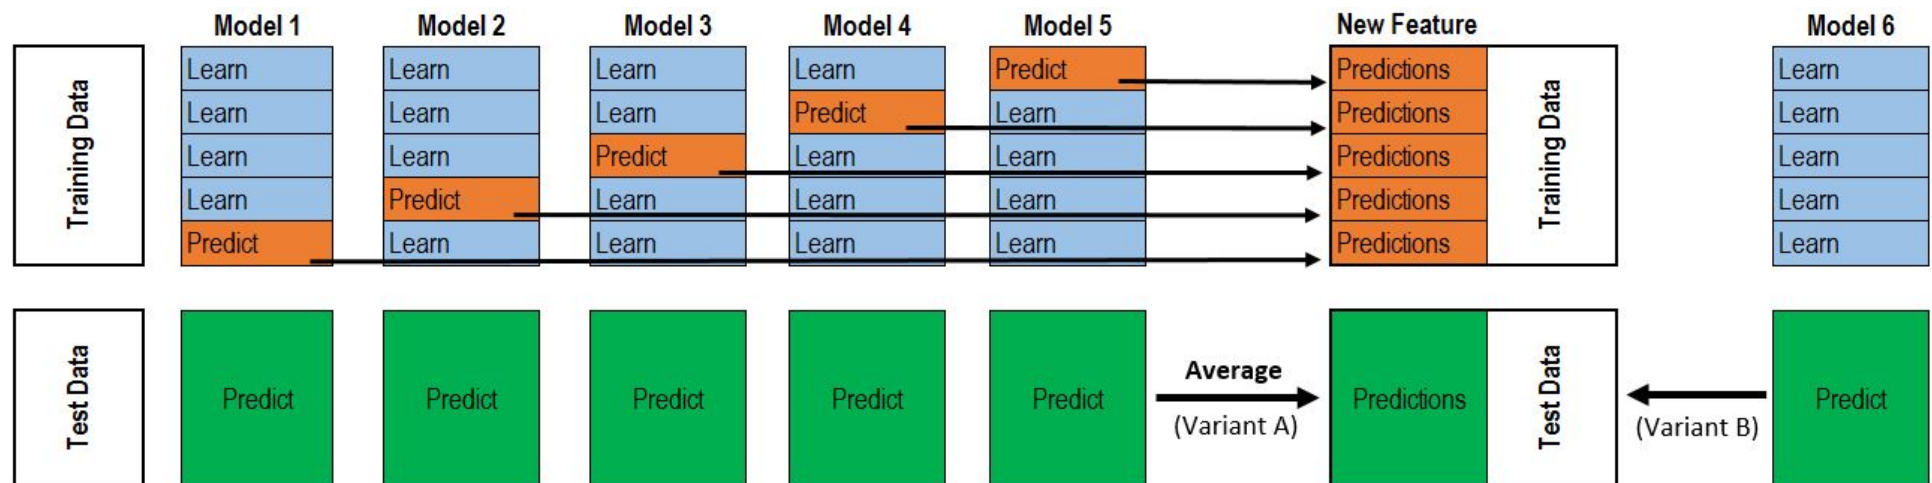 Model 1
Model 2
Model 3
Model 4
Model 5
New Feature
Model 6
Training Data
Learn
Learn
Learn
Learn
Predict
Predictions
Learn
Learn
Learn
Learn
Predict
Learn
Predictions
Learn
Learn
Learn
Predict
Learn
Learn
Predictions
Learn
Learn
Predict
Learn
Learn
Learn
Predictions
Learn
Predict
Learn
Learn
Learn
Learn
Predictions
Learn
Training Data
Test Data
Predict
Predict
Predict
Predict
Predict
Average
(Variant A)
Predictions
Test Data
(Variant B)
Predict